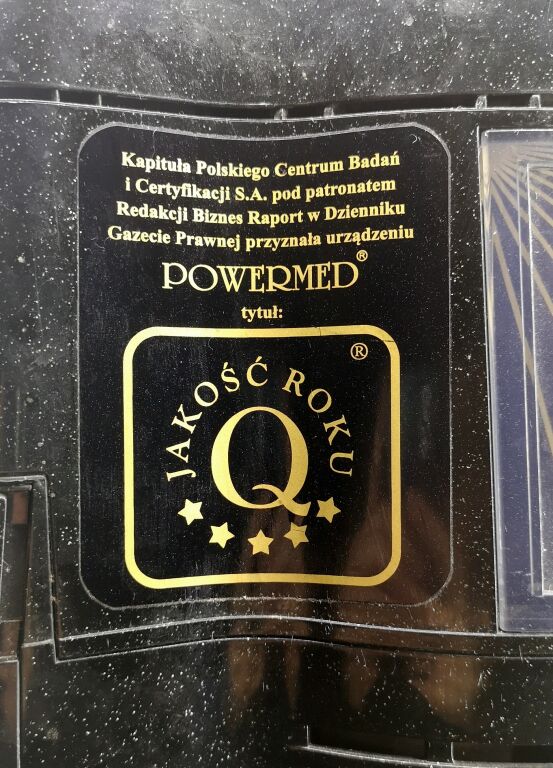 Kapituła Polskiego Centrum Badań
i Certyfikacji S.A. pod patronatem
Redakcji Biznes Raport w Dzienniku
Gazecie Prawnej przyznała urządzeniu
POWERMED®
tytuł:
®
JAKOŚĆ ROKU
Q